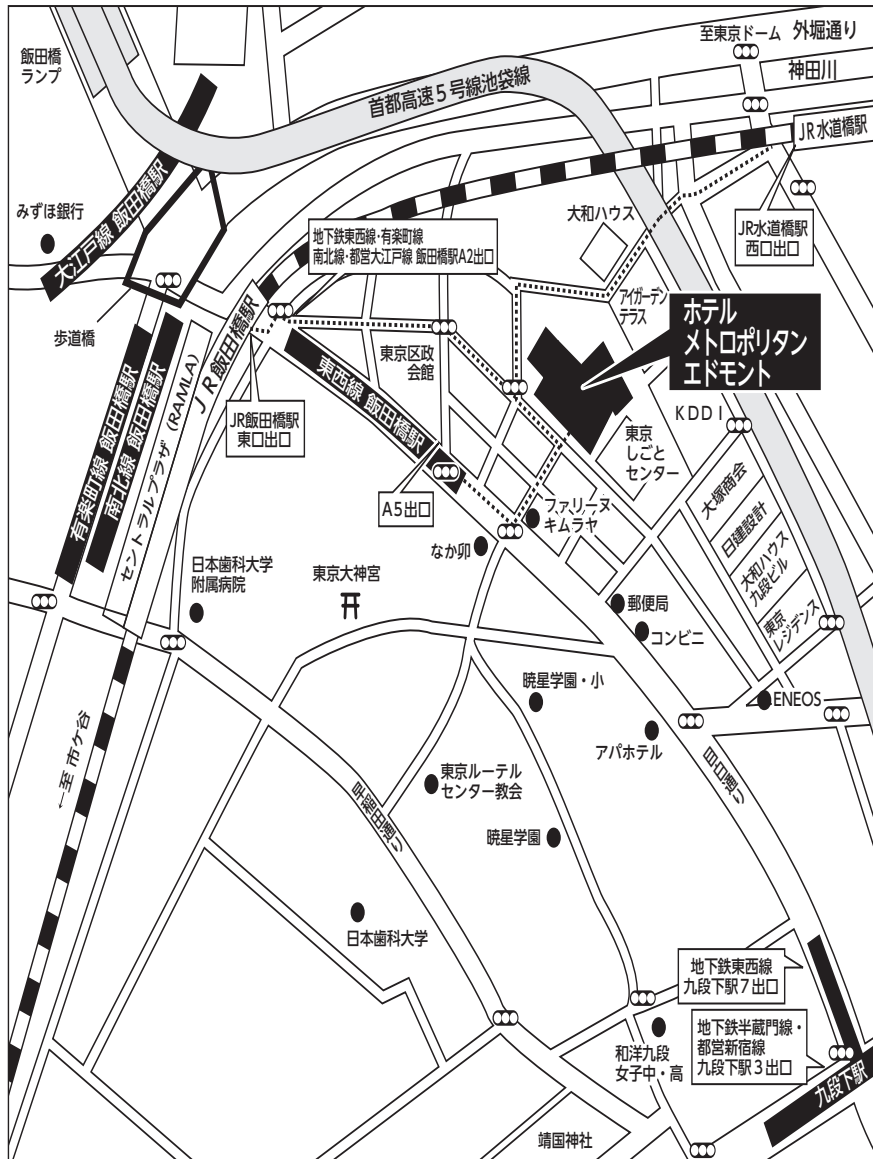 至東京ドーム
外堀通り
神田川
飯田橋
ランプ
首都高速5号線池袋線
JR水道橋駅
大江戸線 飯田橋駅
みずほ銀行
大和ハウス
JR水道橋駅
西口出口
地下鉄東西線・有楽町線
南北線・都営大江戸線 飯田橋駅A2出口
アイガーデン
テラス
ホテル
メトロポリタン
エドモント
歩道橋
JR飯田橋駅
東京区政
会館
東西線 飯田橋駅
JR飯田橋駅
東口出口
KDDI
東京
しごと
センター
有楽町線 飯田橋駅
南北線 飯田橋駅
セントラルプラザ (RAMLA)
A5出口
ファリーヌ
キムラヤ
大塚商会
日建設計
大和ハウス
九段ビル
東京
レジデンス
なか卯
日本歯科大学
附属病院
東京大神宮
郵便局
コンビニ
暁星学園・小
ENEOS
アパホテル
←至 市ケ谷
東京ルーテル
センター教会
目白通り
早稲田通り
暁星学園
日本歯科大学
地下鉄東西線
九段下駅7出口
和洋九段
女子中・高
地下鉄半蔵門線・
都営新宿線
九段下駅3出口
九段下駅
靖国神社